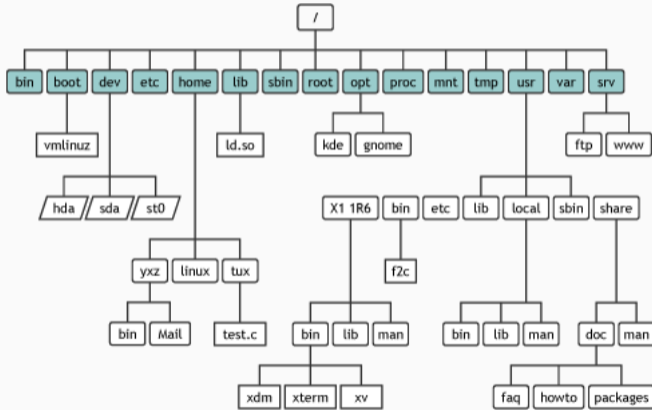 /
bin boot dev etc home lib sbin root opt proc mnt tmp usr var srv
vmlinuz ld.so kde gnome ftp www
hda sda st0 X1 1R6 bin etc lib local sbin share
yxz linux tux f2c
bin Mail test.c bin lib man bin lib man doc man
xdm xterm xv faq howto packages